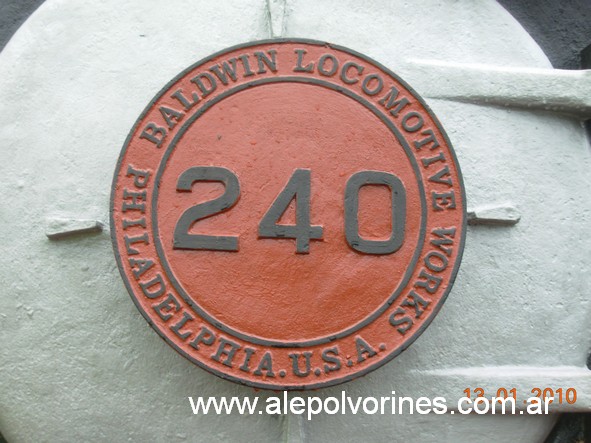 BALDWIN LOCOMOTIVE WORKS
240
PHILADELPHIA. U.S.A.
13.01.2010
www.alepolvorines.com.ar